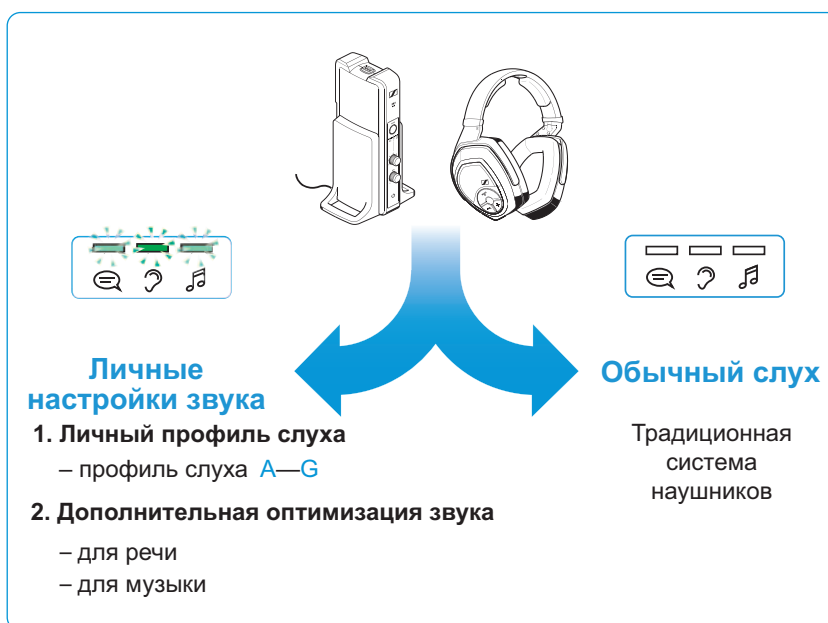 Личные
настройки звука
1. Личный профиль слуха
– профиль слуха A—G
2. Дополнительная оптимизация звука
– для речи
– для музыки
Обычный слух
Традиционная
система
наушников